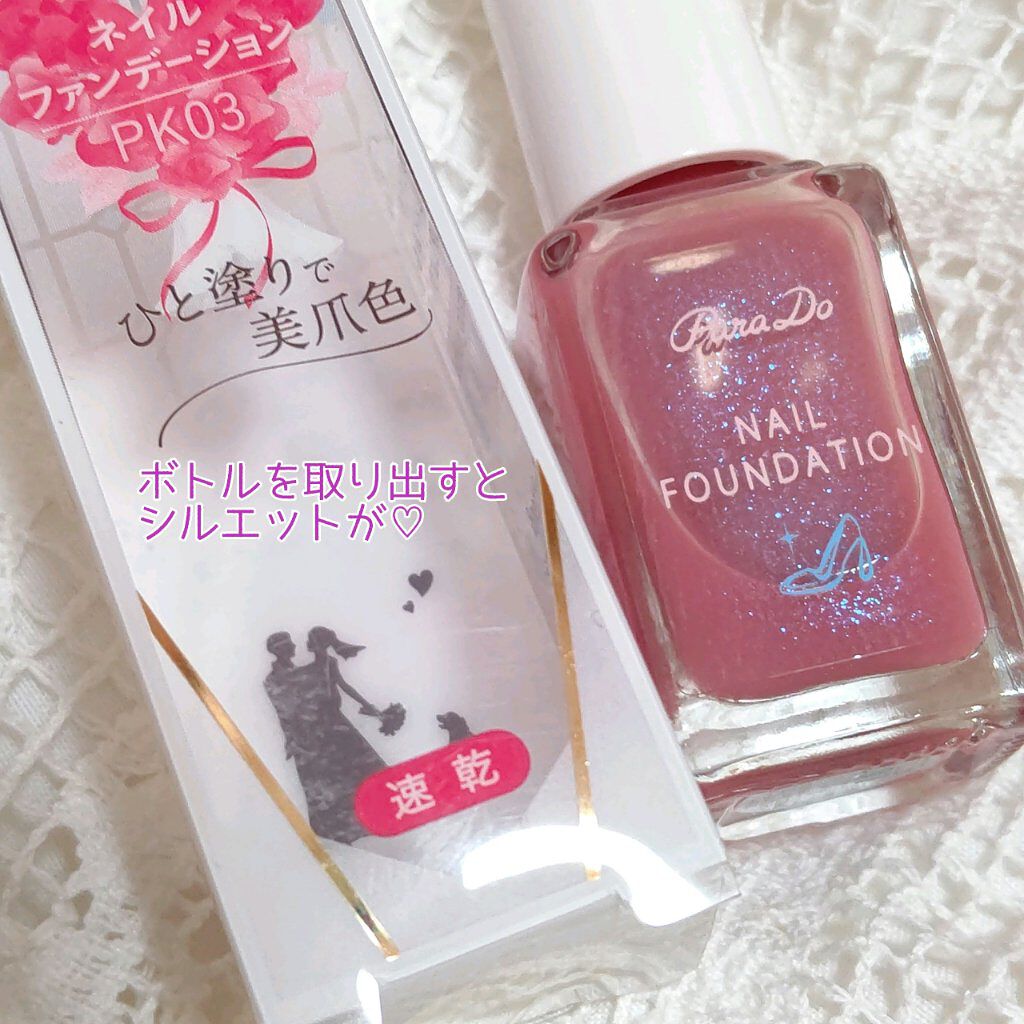 ネイル
ファンデーション
PK03
ひと塗りで
美爪色
ボトルを取り出すと
シルエットが♡
速乾
ParaDo
NAIL
FOUNDATION